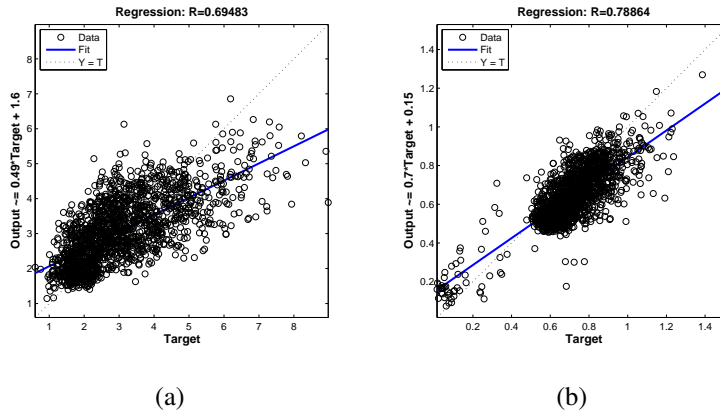 Regression: R=0.69483
Data
Fit
Y = T
Output ~= 0.49*Target + 1.6
8
7
6
5
4
3
2
1
1 2 3 4 5 6 7 8
Target
(a)
Regression: R=0.78864
Data
Fit
Y = T
Output ~= 0.7*Target + 0.15
1.4
1.2
1
0.8
0.6
0.4
0.2
0.2 0.4 0.6 0.8 1 1.2 1.4
Target
(b)